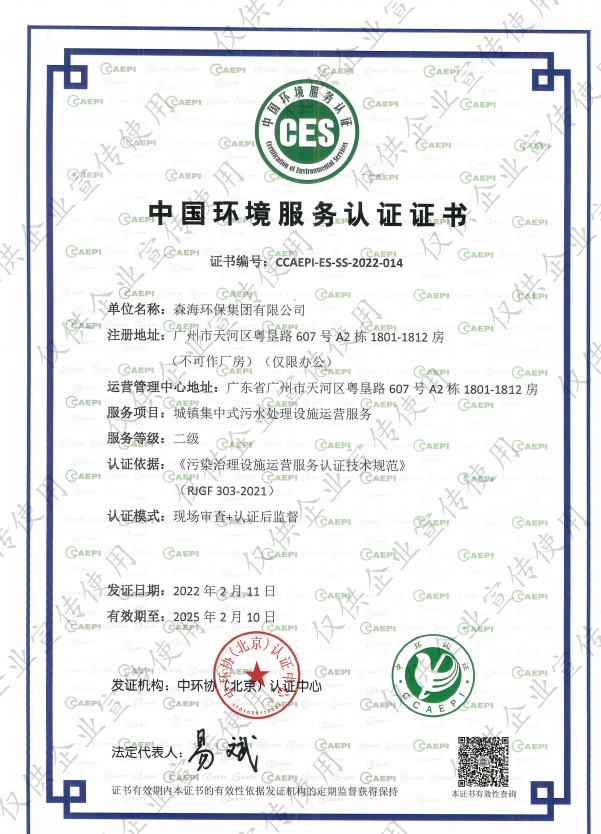 中国环境服务认证
CES
Certification of Environmental Services
中国环境服务认证证书
证书编号：CCAEPI-ES-SS-2022-014
单位名称：森海环保集团有限公司
注册地址：广州市天河区粤垦路 607 号 A2 栋 1801-1812 房
（不可作厂房）（仅限办公）
运营管理中心地址：广东省广州市天河区粤垦路 607 号 A2 栋 1801-1812 房
服务项目：城镇集中式污水处理设施运营服务
服务等级：二级
认证依据：《污染治理设施运营服务认证技术规范》
（RJGF 303-2021）
认证模式：现场审查+认证后监督
发证日期：2022 年 2 月 11 日
有效期至：2025 年 2 月 10 日
发证机构：中环协（北京）认证中心
中环协(北京)认证中心
中环认证
CCAEPI
法定代表人：易斌
证书有效期内本证书的有效性依据发证机构的定期监督获得保持
本证书有效性查询
仅供企业宣传使用
CAEPI